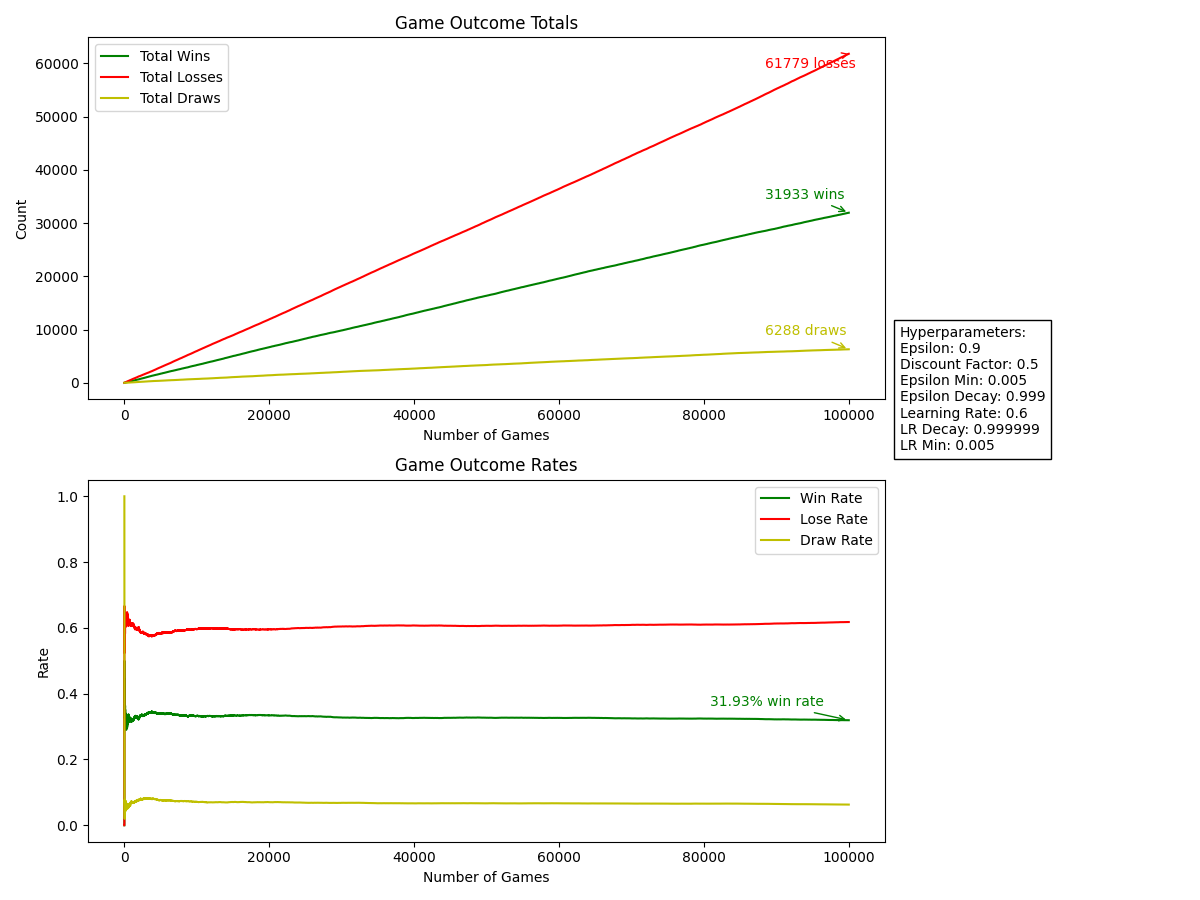 Game Outcome Totals
Total Wins
Total Losses
Total Draws
61779 losses
31933 wins
6288 draws
60000
50000
40000
30000
20000
10000
0
Count
0 20000 40000 60000 80000 100000
Number of Games
Hyperparameters:
Epsilon: 0.9
Discount Factor: 0.5
Epsilon Min: 0.005
Epsilon Decay: 0.999
Learning Rate: 0.6
LR Decay: 0.999999
LR Min: 0.005
Game Outcome Rates
Win Rate
Lose Rate
Draw Rate
31.93% win rate
1.0
0.8
0.6
0.4
0.2
0.0
Rate
0 20000 40000 60000 80000 100000
Number of Games